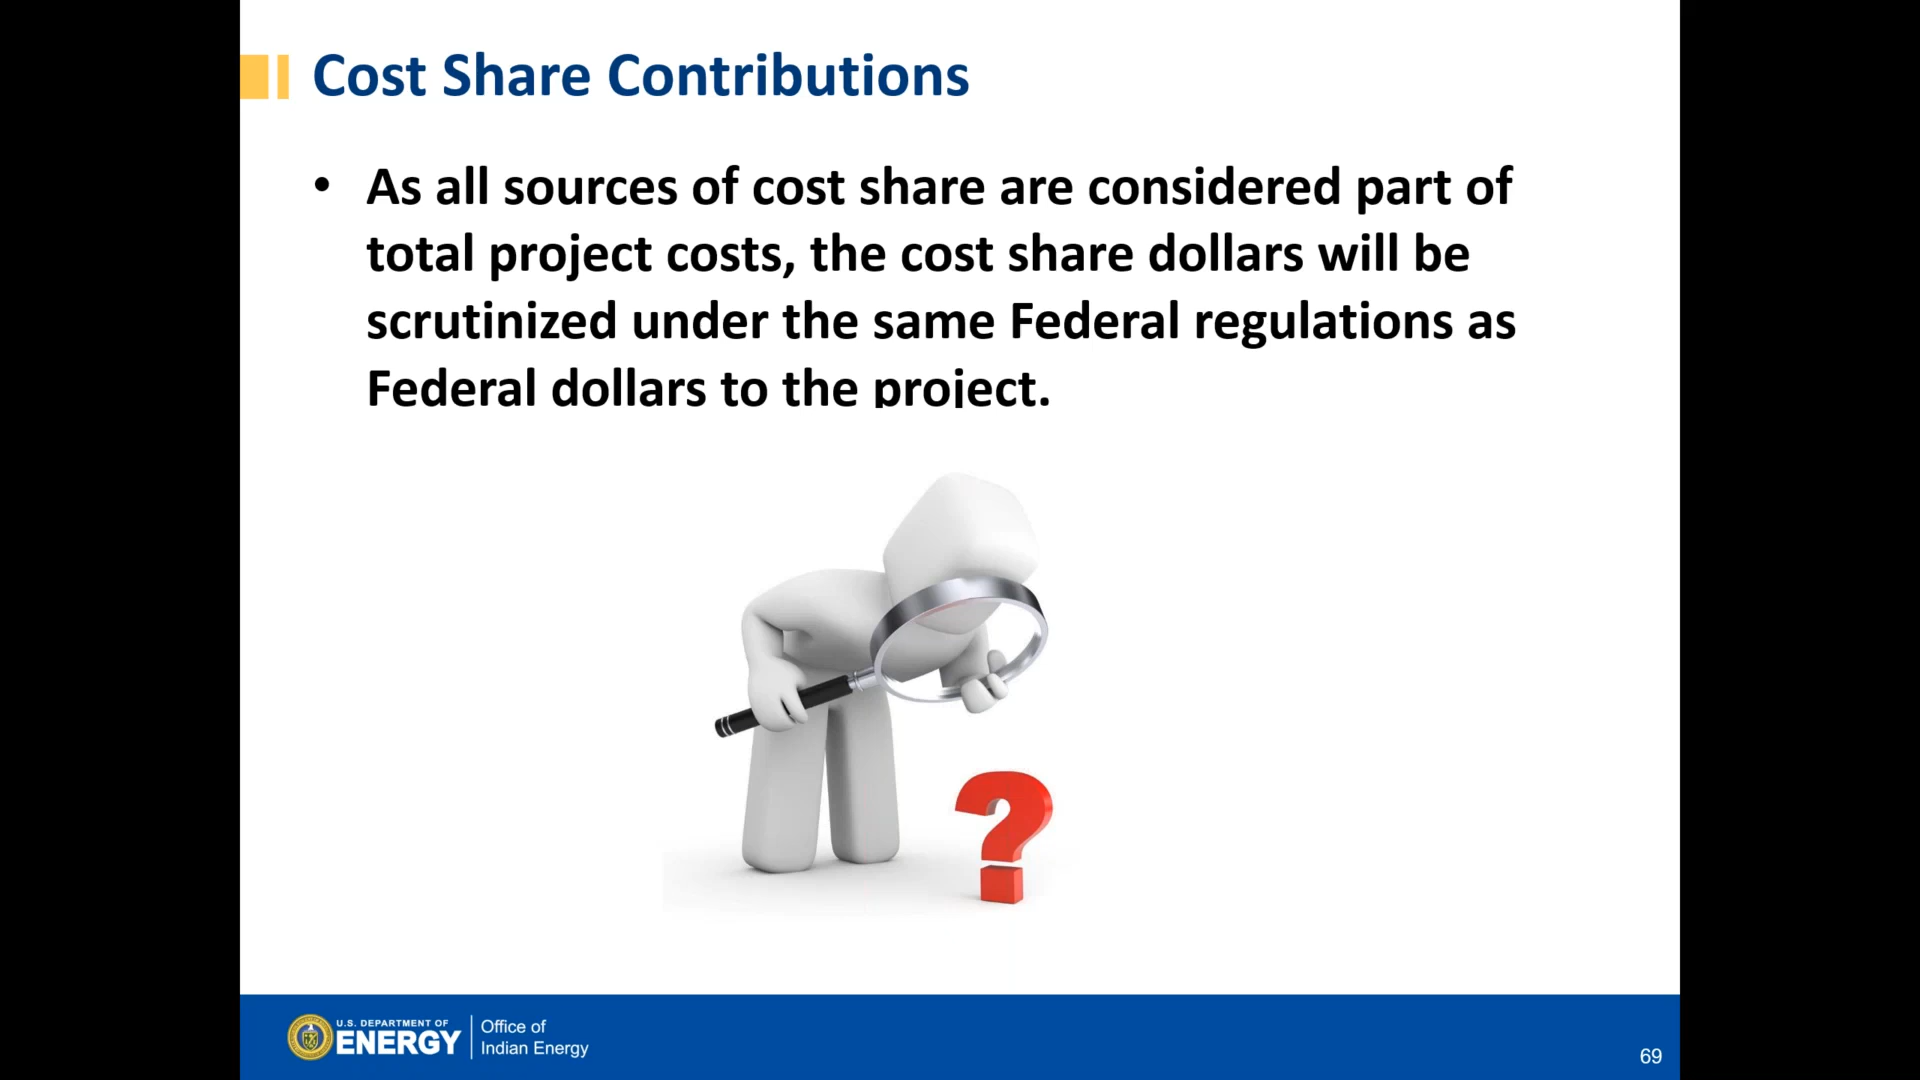 Cost Share Contributions
• As all sources of cost share are considered part of
total project costs, the cost share dollars will be
scrutinized under the same Federal regulations as
Federal dollars to the project.
?
U.S. DEPARTMENT OF
ENERGY
Office of
Indian Energy
69